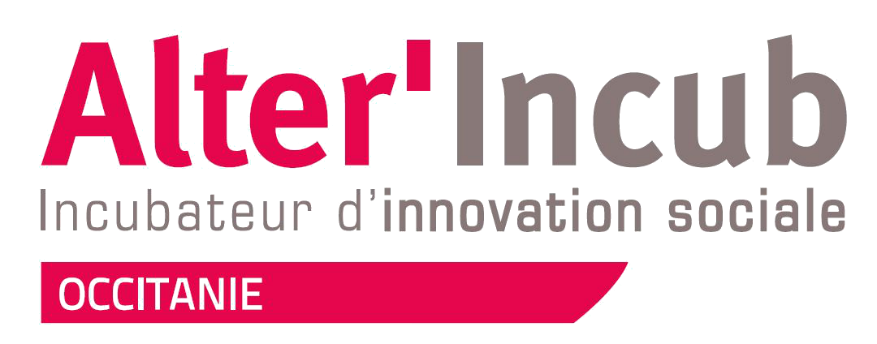 Alter'Incub
Incubateur d'innovation sociale
OCCITANIE